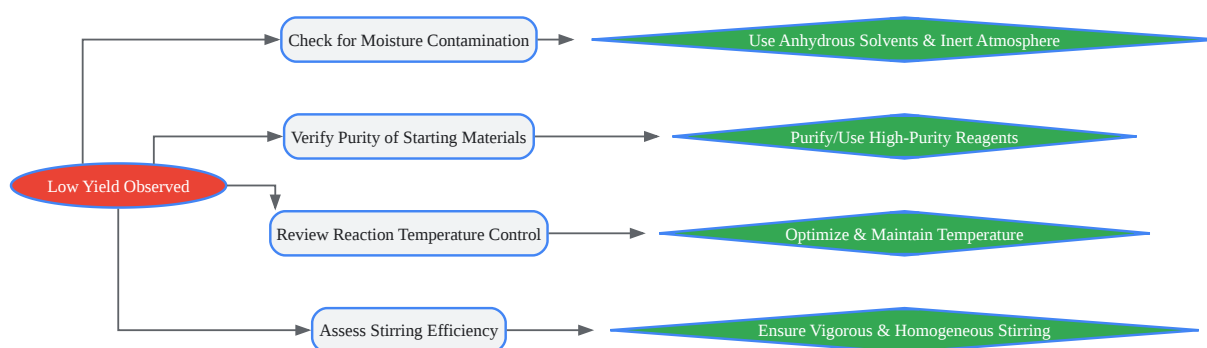 Check for Moisture Contamination
Use Anhydrous Solvents & Inert Atmosphere
Verify Purity of Starting Materials
Purify/Use High-Purity Reagents
Low Yield Observed
Review Reaction Temperature Control
Optimize & Maintain Temperature
Assess Stirring Efficiency
Ensure Vigorous & Homogeneous Stirring